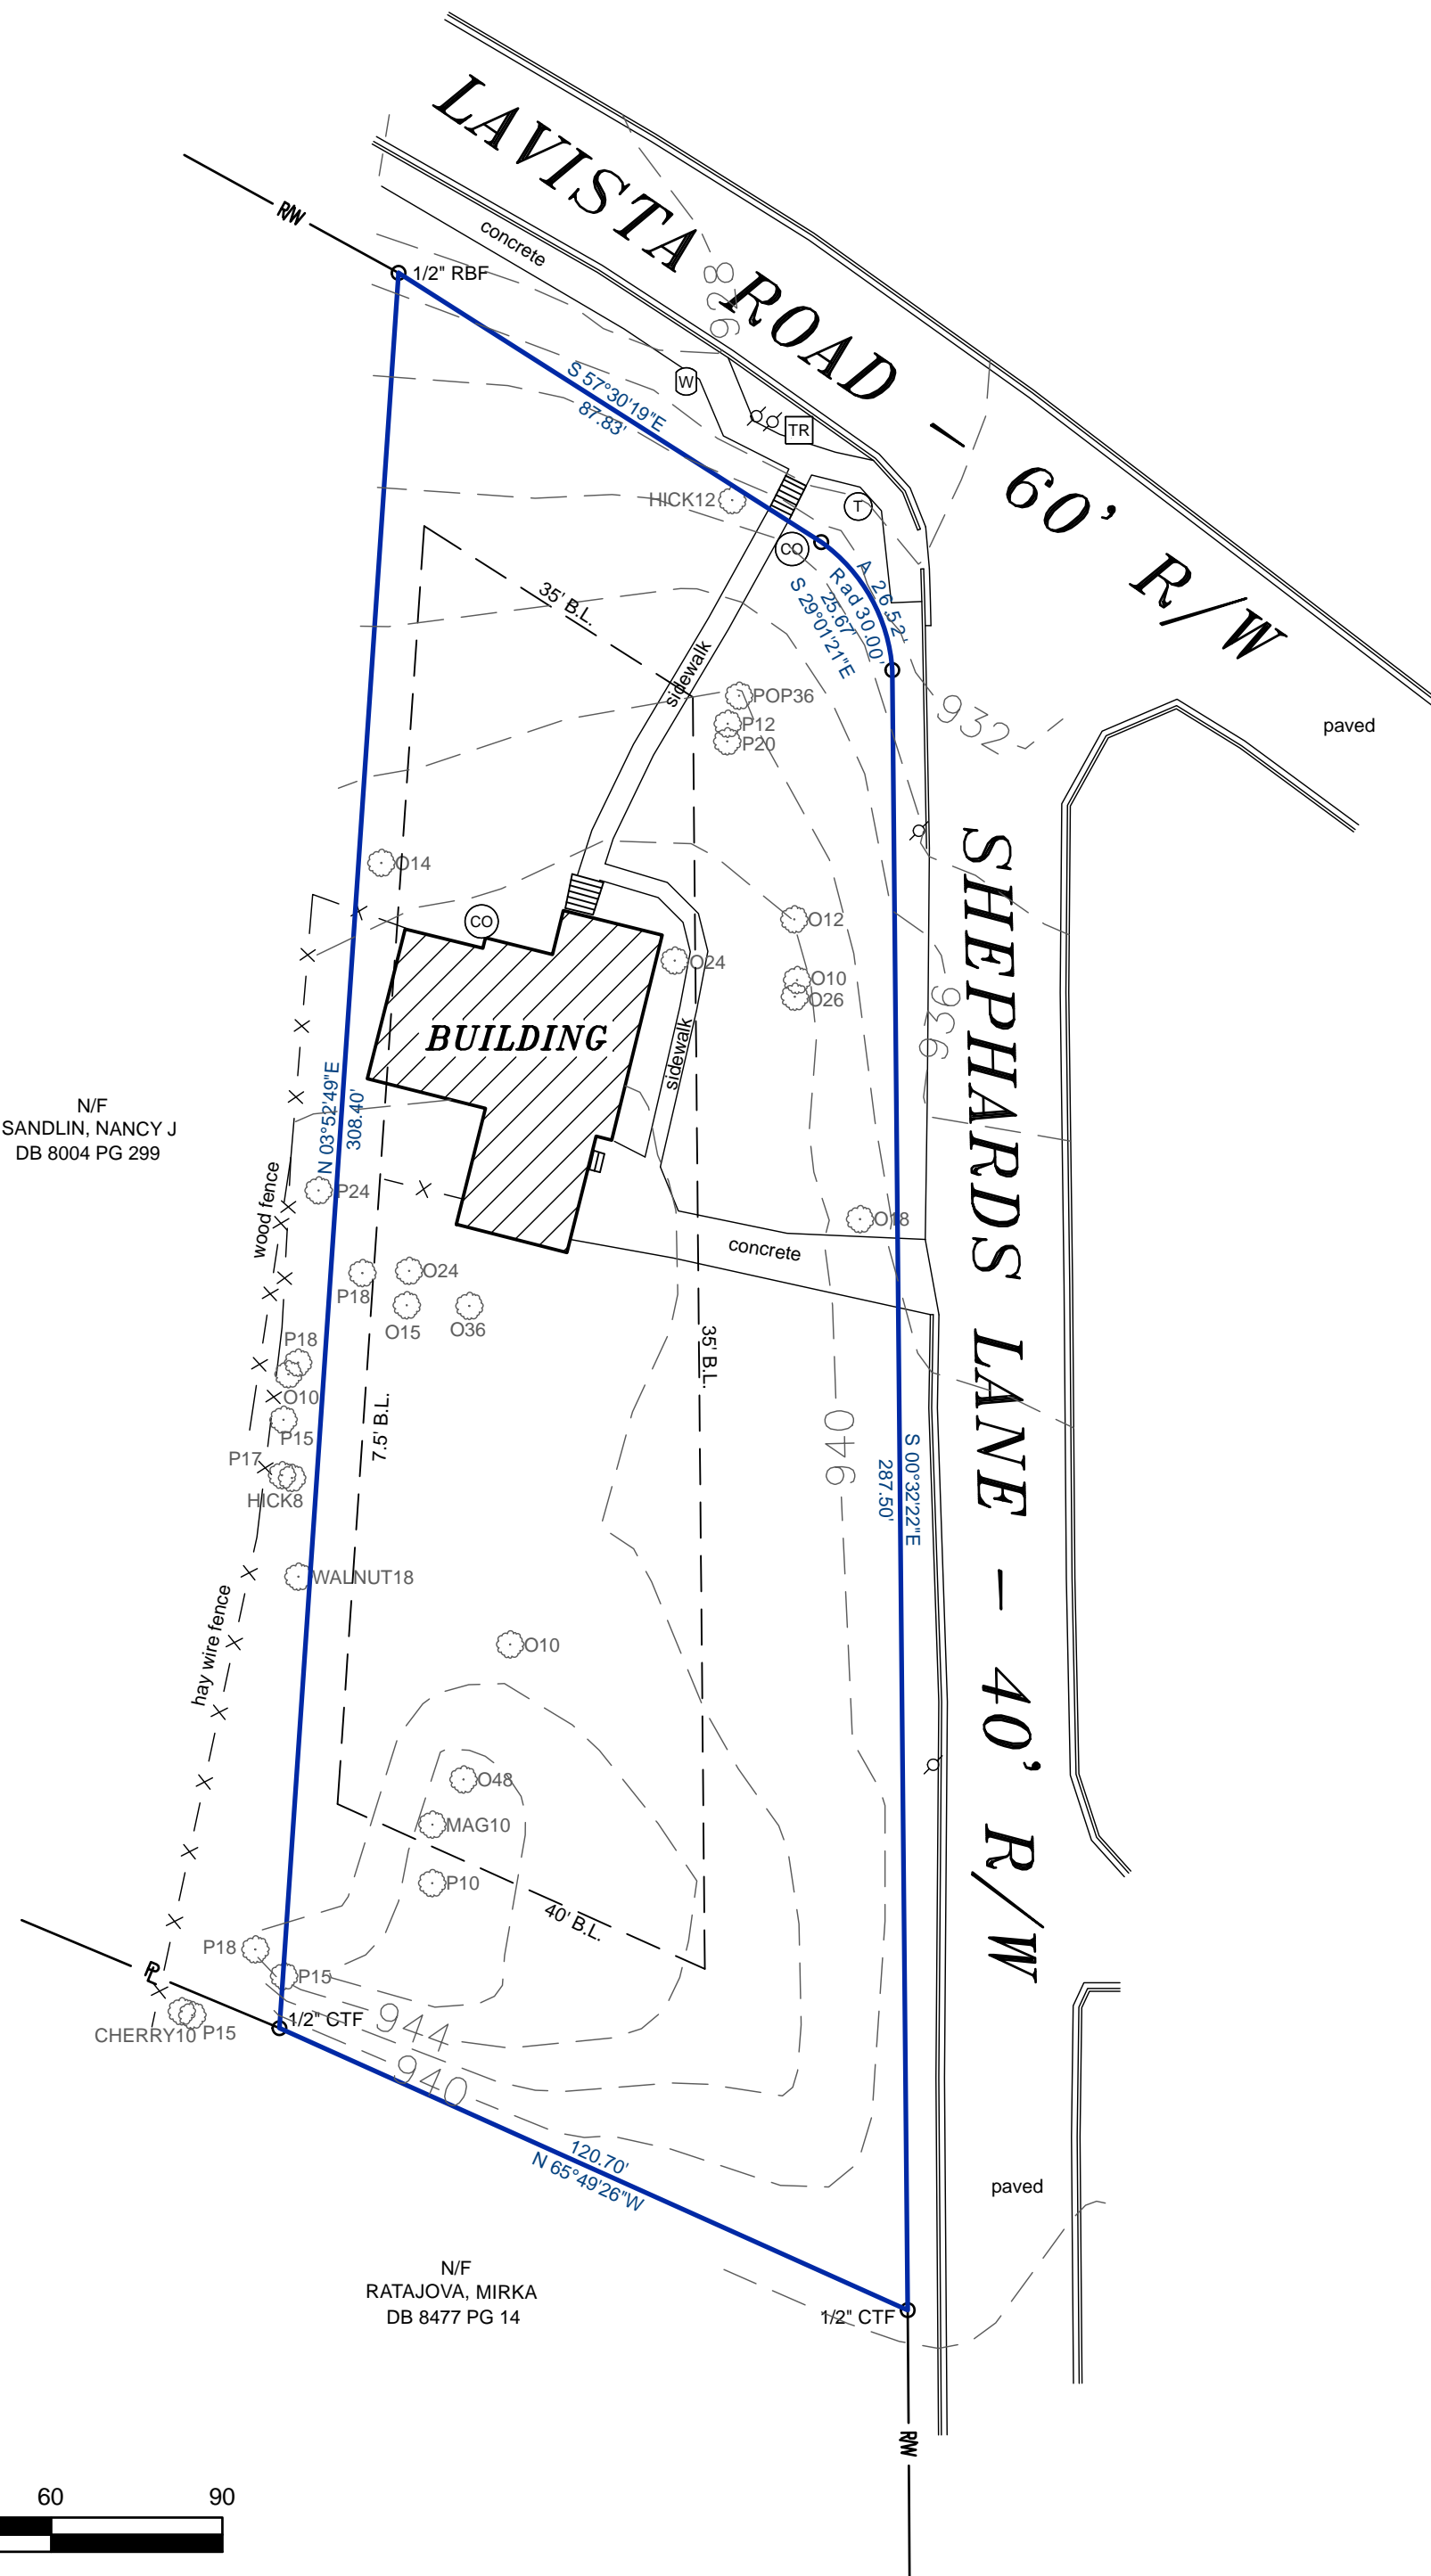 LAVISTA ROAD - 60' R/W
R/W
concrete
1/2" RBF
928
W
S 57°30'19"E
87.83'
TR
HICK12
T
CO
A 26.52'
Rad 30.00'
25.67'
S 29°01'21"E
35' B.L.
sidewalk
POP36
P12
P20
932
paved
SHEPHARDS LANE - 40' R/W
O14
CO
O12
O24
O10
O26
936
BUILDING
sidewalk
N 03°52'49"E
308.40'
N/F
SANDLIN, NANCY J
DB 8004 PG 299
wood fence
P24
O18
concrete
P18
O24
O15
O36
P18
O10
P15
35' B.L.
7.5' B.L.
940
S 00°32'22"E
287.50'
P17
HICK8
WALNUT18
hay wire fence
O10
O48
MAG10
P10
40' B.L.
P18
P15
PL
CHERRY10
P15
1/2" CTF
944
940
120.70'
N 65°49'26"W
paved
N/F
RATAJOVA, MIRKA
DB 8477 PG 14
1/2" CTF
R/W
60
90